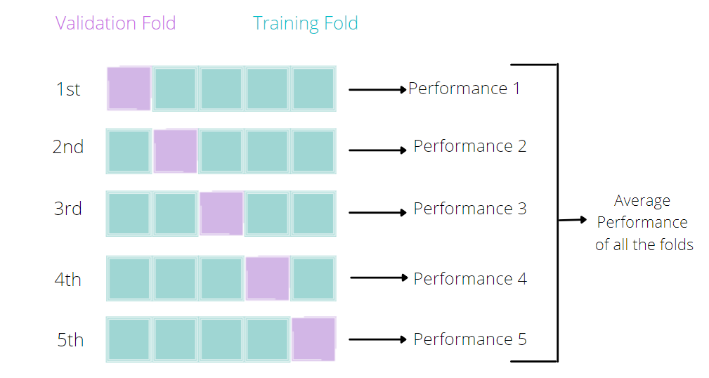 Validation Fold
Training Fold
1st
Performance 1
2nd
Performance 2
3rd
Performance 3
4th
Performance 4
5th
Performance 5
Average
Performance
of all the folds